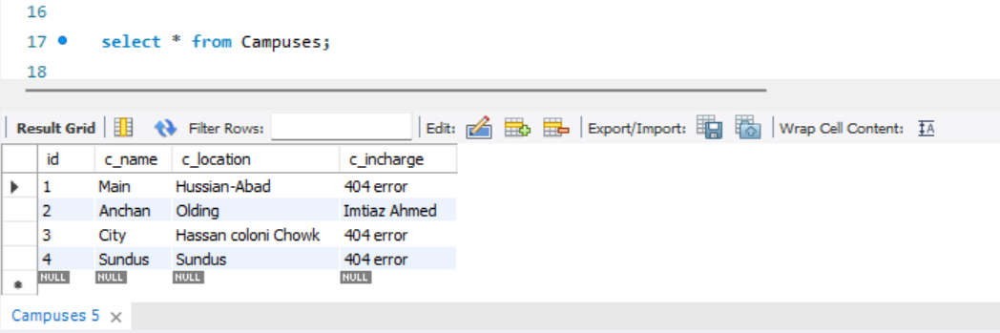 16
17 select * from Campuses;
18
Result Grid Filter Rows: Edit: Export/Import: Wrap Cell Content: IA
id c_name c_location c_incharge
1 Main Hussian-Abad 404 error
2 Anchan Olding Imtiaz Ahmed
3 City Hassan coloni Chowk 404 error
4 Sundus Sundus 404 error
NULL NULL NULL NULL
Campuses 5